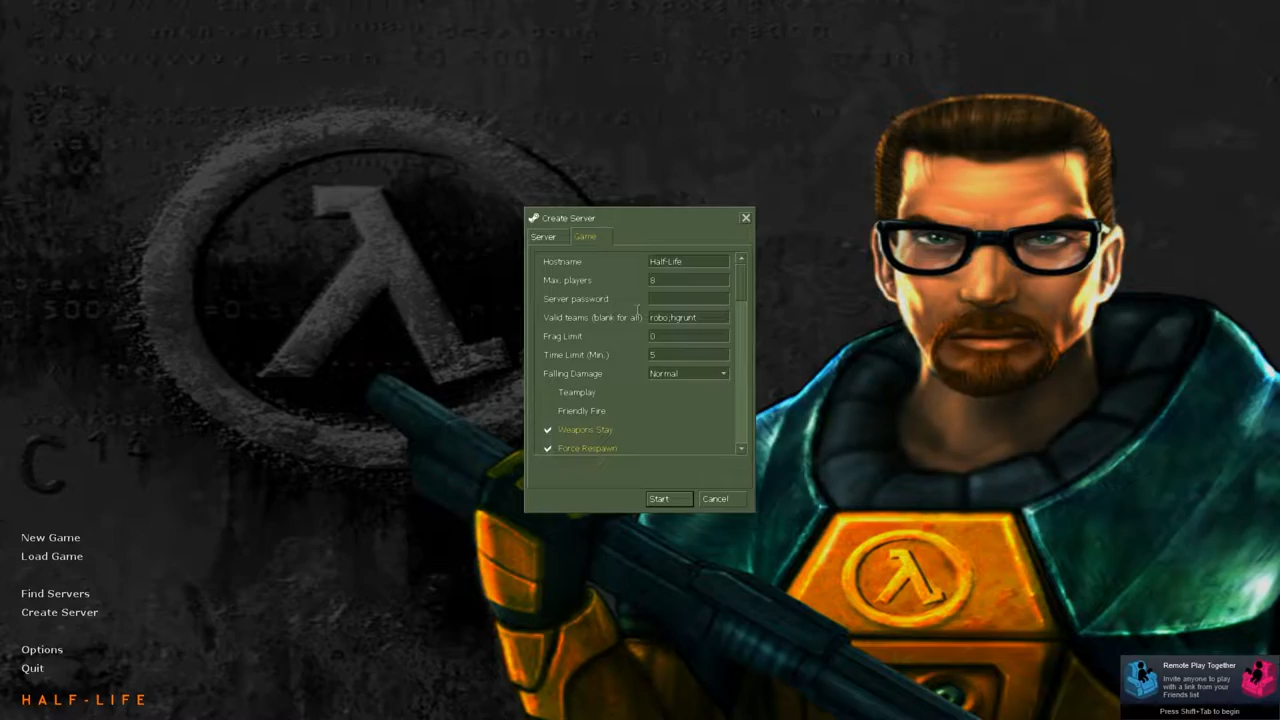 Create Server
Server Game
Hostname Half-Life
Max. players 8
Server password
Valid teams (blank for all) robo;hgrunt
Frag Limit 0
Time Limit (Min.) 5
Falling Damage Normal
Teamplay
Friendly Fire
Weapons Stay
Force Respawn
Start Cancel
New Game
Load Game
Find Servers
Create Server
Options
Quit
HALF-LIFE
Remote Play Together
Invite anyone to play
with a link from your
Friends list
Press Shift+Tab to begin